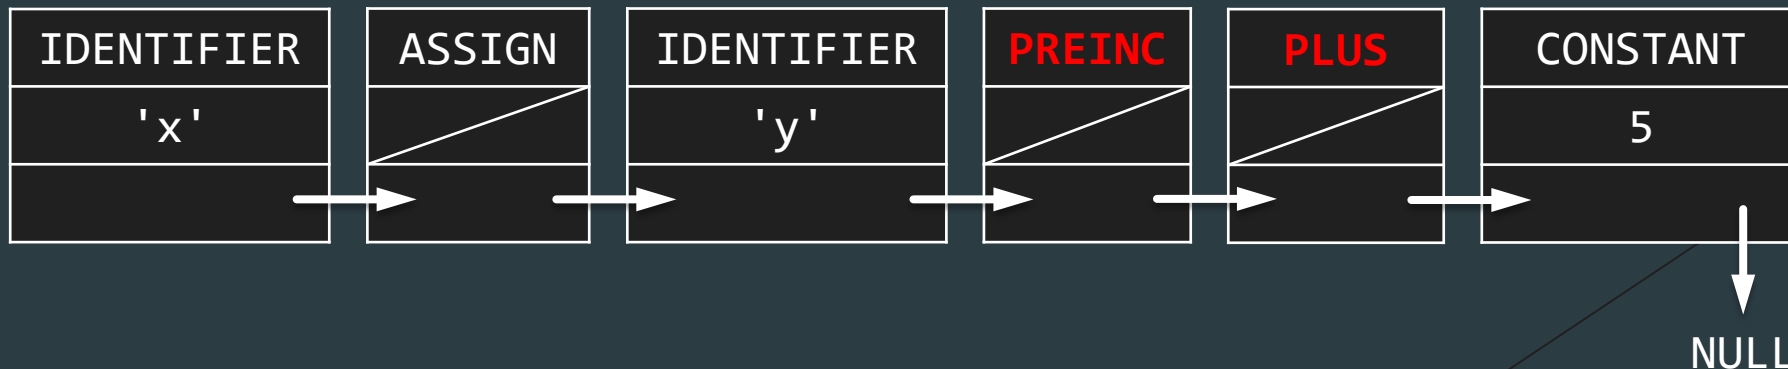 IDENTIFIER ASSIGN IDENTIFIER PREINC PLUS CONSTANT
'x' 'y' 5
NULL